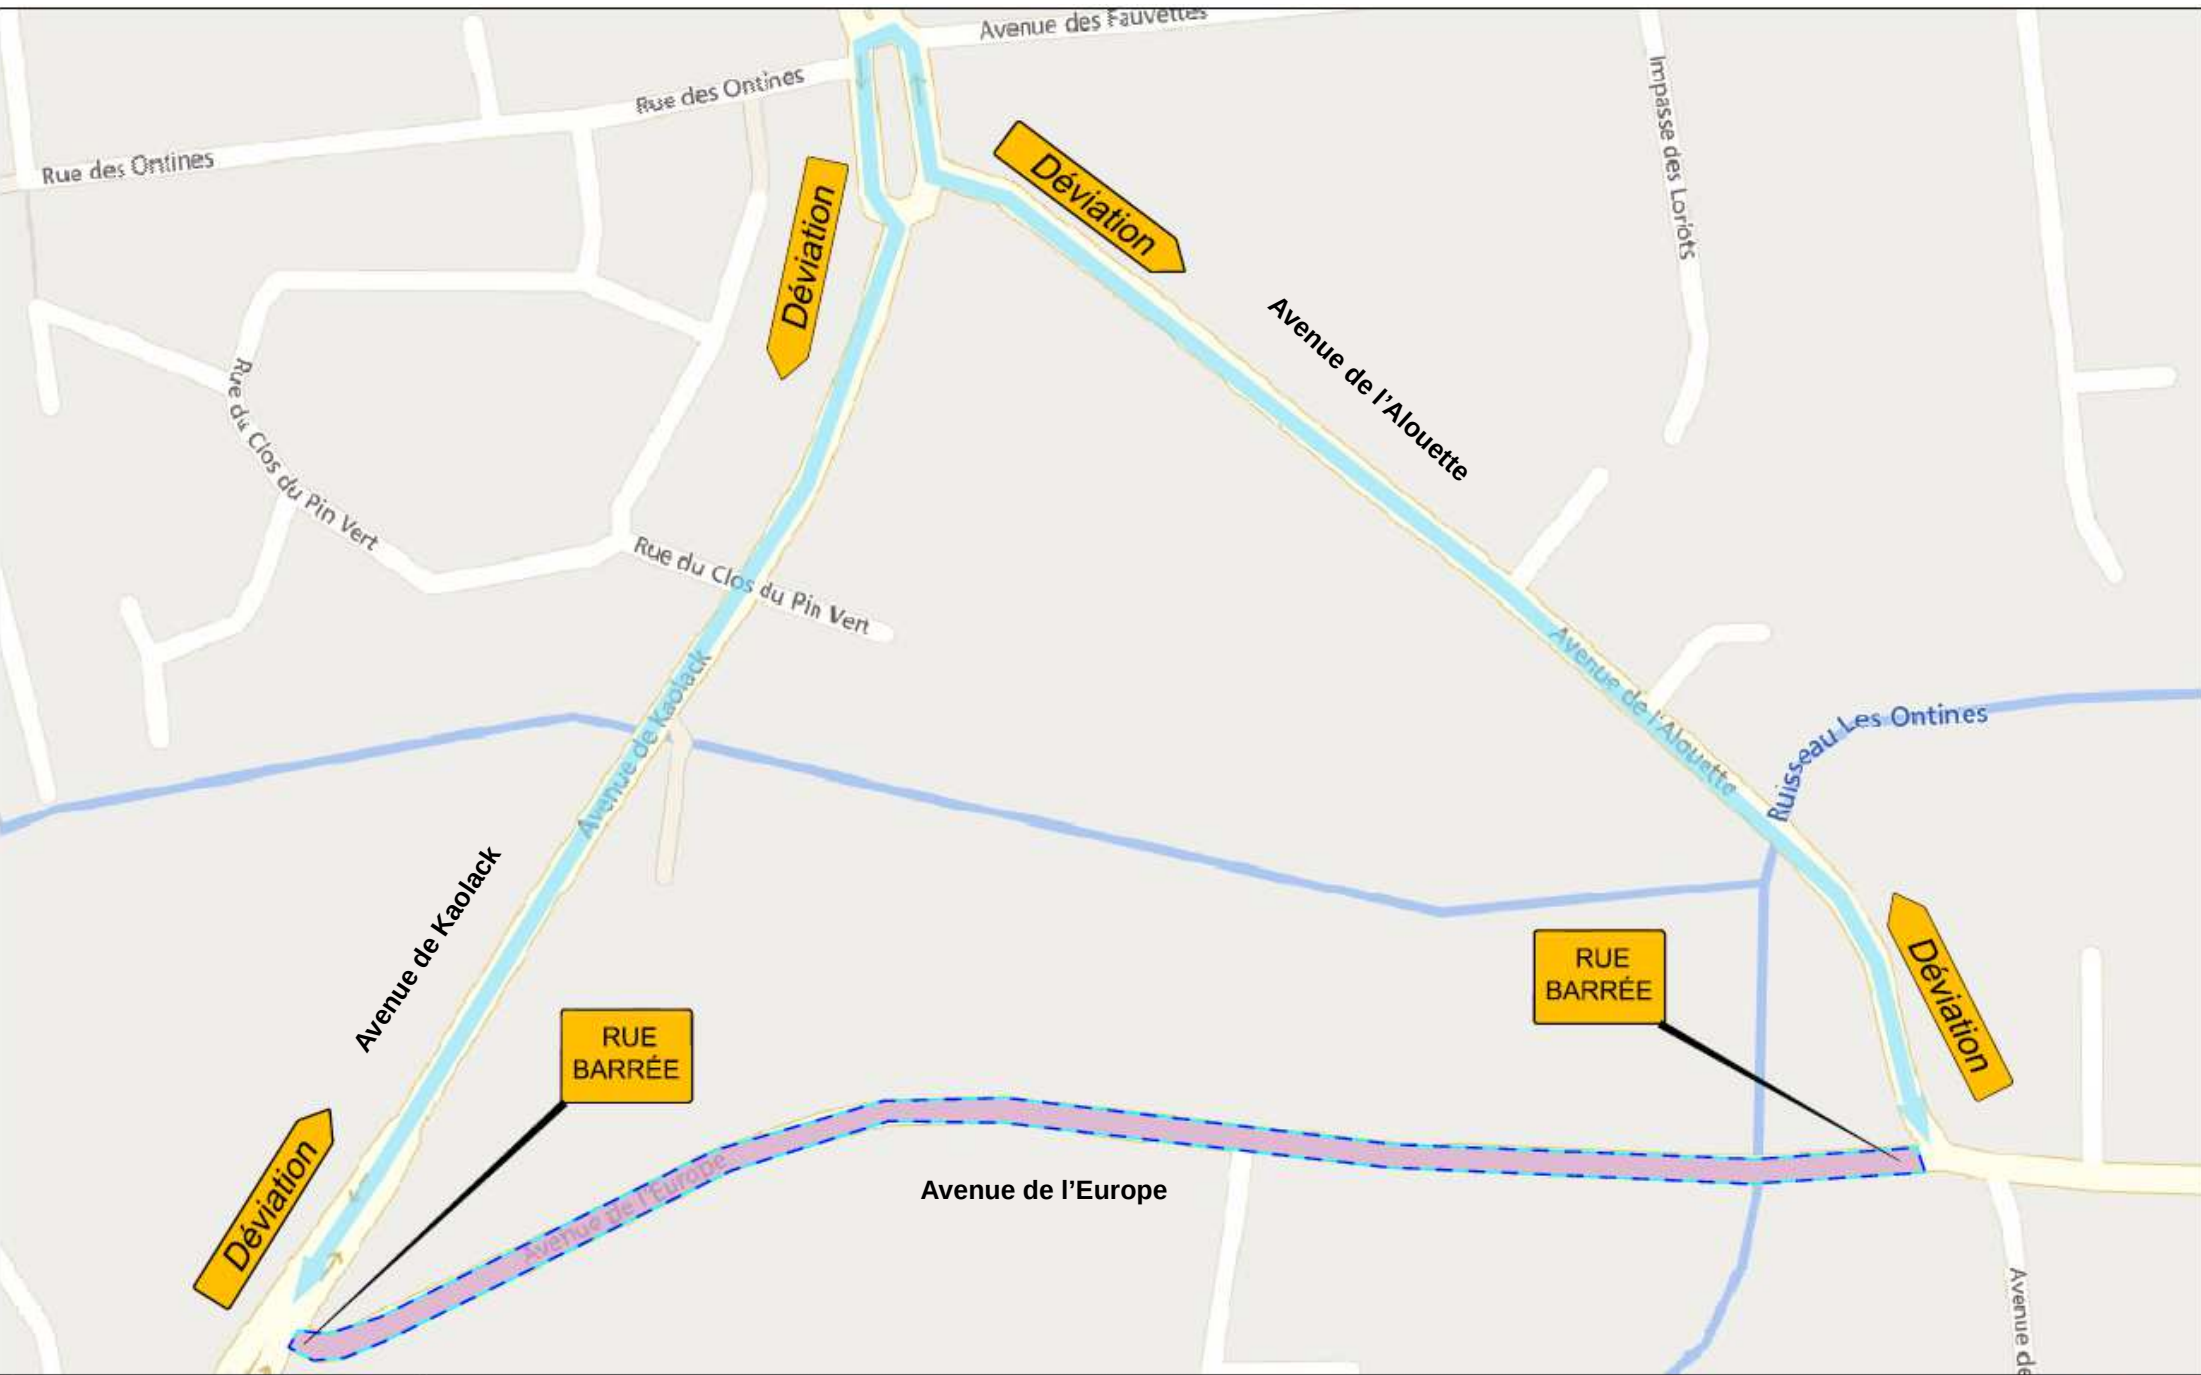 Avenue des Fauvettes
Rue des Ontines
Rue des Ontines
Impasse des Loriots
Déviation
Déviation
Avenue de l'Alouette
Rue du Clos du Pin Vert
Rue du Clos du Pin Vert
Avenue de Kaolack
Avenue de l'Alouette
Ruisseau Les Ontines
Avenue de Kaolack
RUE
BARRÉE
RUE
BARRÉE
Déviation
Déviation
Avenue de l'Europe
Avenue de l’Europe
Avenue de